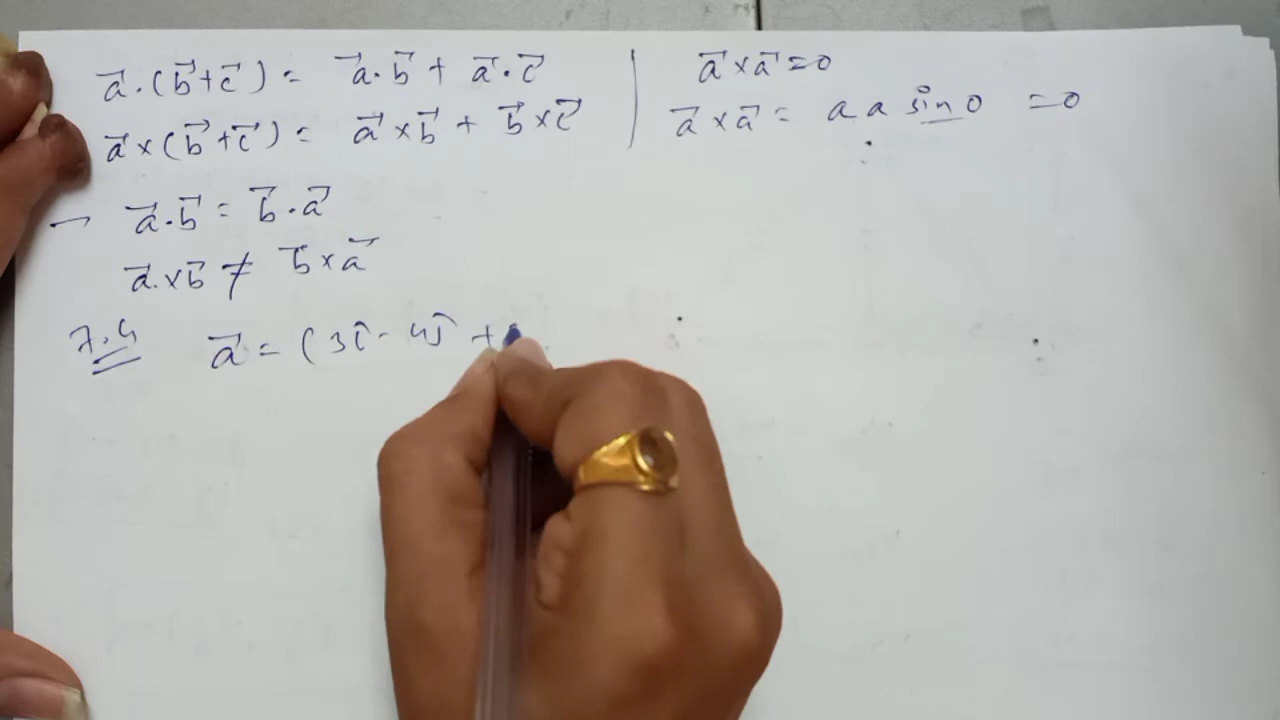 a⃗.(b⃗+c⃗) = a⃗.b⃗ + a⃗.c⃗
a⃗×(b⃗+c⃗) = a⃗×b⃗ + b⃗×c⃗
a⃗×a⃗=0
a⃗×a⃗ = a a sin0 =0
– a⃗.b⃗ = b⃗.a⃗
a⃗.×b⃗ ≠ b⃗×a⃗
7.4 a⃗ = (3î - 4ĵ +